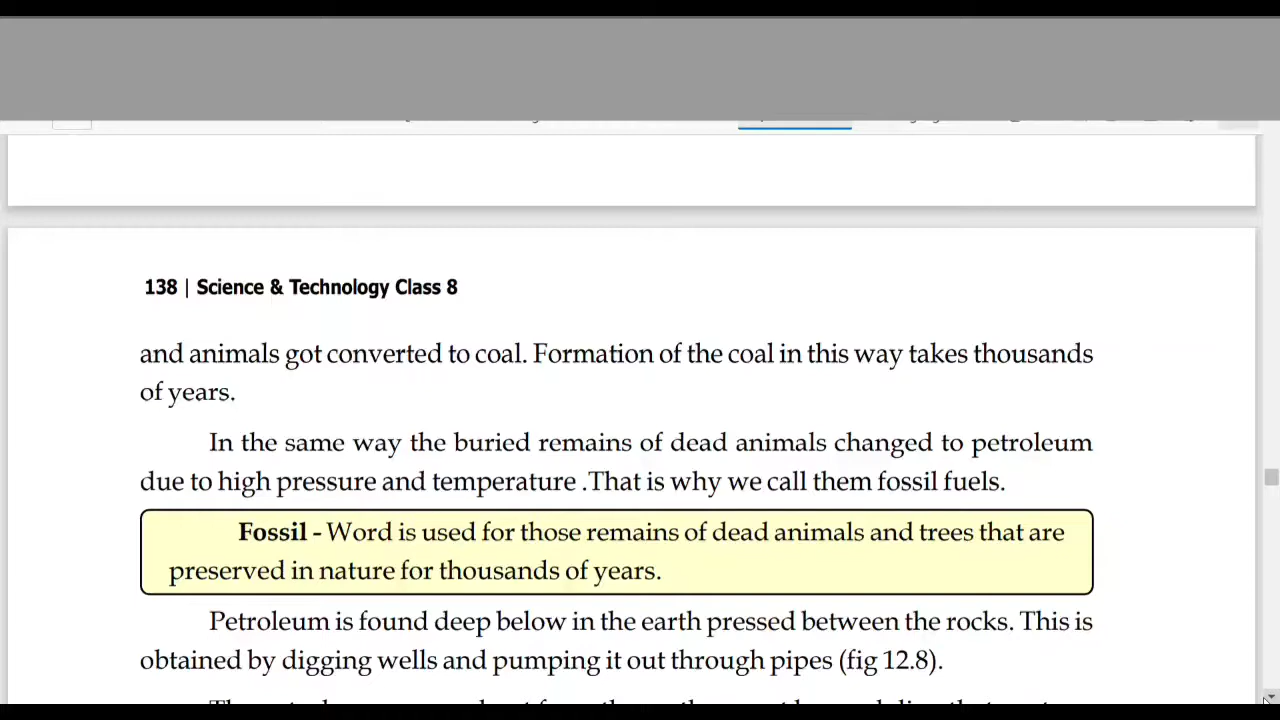 138 | Science & Technology Class 8
and animals got converted to coal. Formation of the coal in this way takes thousands
of years.
In the same way the buried remains of dead animals changed to petroleum
due to high pressure and temperature .That is why we call them fossil fuels.
Fossil - Word is used for those remains of dead animals and trees that are
preserved in nature for thousands of years.
Petroleum is found deep below in the earth pressed between the rocks. This is
obtained by digging wells and pumping it out through pipes (fig 12.8).